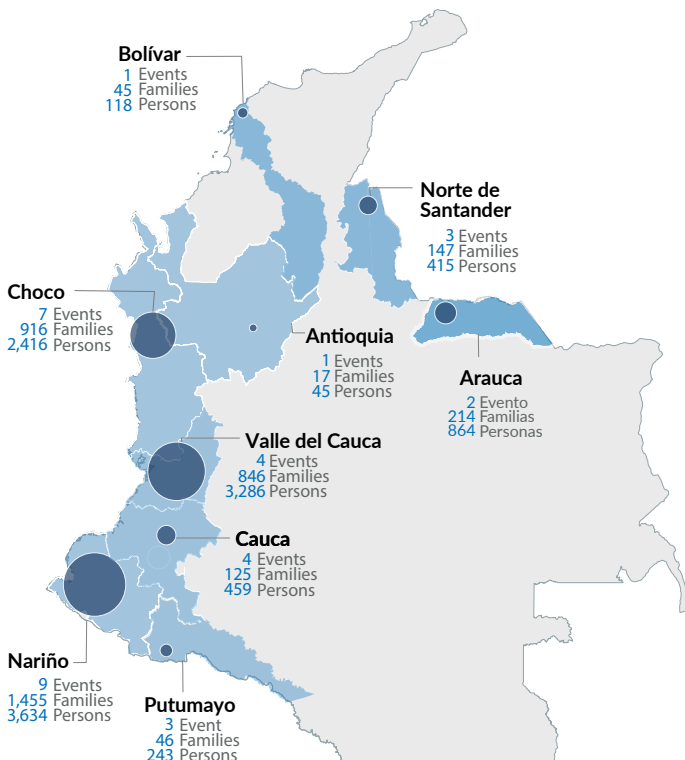 Bolívar
1 Events
45 Families
118 Persons
Norte de
Santander
3 Events
147 Families
415 Persons
Choco
7 Events
916 Families
2,416 Persons
Antioquia
1 Events
17 Families
45 Persons
Arauca
2 Evento
214 Familias
864 Personas
Valle del Cauca
4 Events
846 Families
3,286 Persons
Cauca
4 Events
125 Families
459 Persons
Nariño
9 Events
1,455 Families
3,634 Persons
Putumayo
3 Event
46 Families
243 Persons